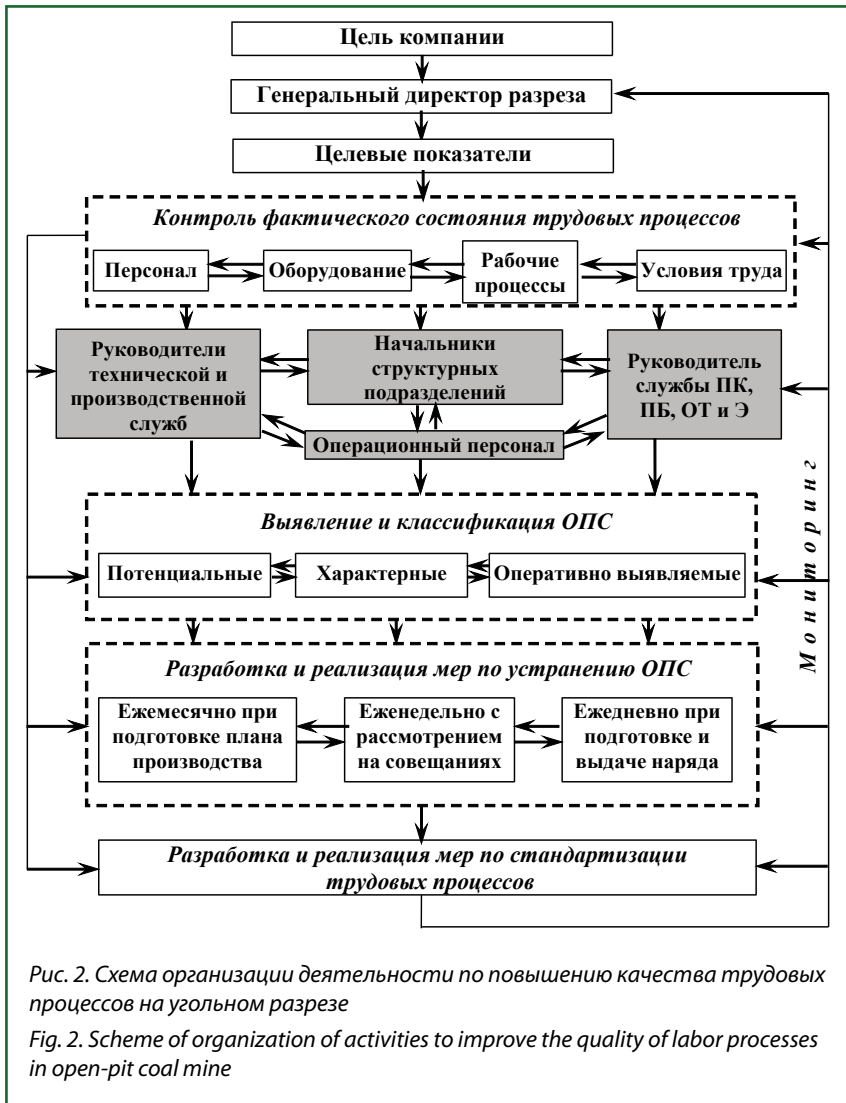 Цель компании
Генеральный директор разреза
Целевые показатели
Контроль фактического состояния трудовых процессов
Персонал
Оборудование
Рабочие
процессы
Условия труда
Руководители
технической и
производственной
служб
Начальники
структурных
подразделений
Руководитель
службы ПК,
ПБ, ОТ и Э
Операционный персонал
Выявление и классификация ОПС
Потенциальные
Характерные
Оперативно выявляемые
Разработка и реализация мер по устранению ОПС
Ежемесячно при
подготовке плана
производства
Еженедельно с
рассмотрением
на совещаниях
Ежедневно при
подготовке и
выдаче наряда
Разработка и реализация мер по стандартизации
трудовых процессов
Мониторинг
Рис. 2. Схема организации деятельности по повышению качества трудовых
процессов на угольном разрезе
Fig. 2. Scheme of organization of activities to improve the quality of labor processes
in open-pit coal mine